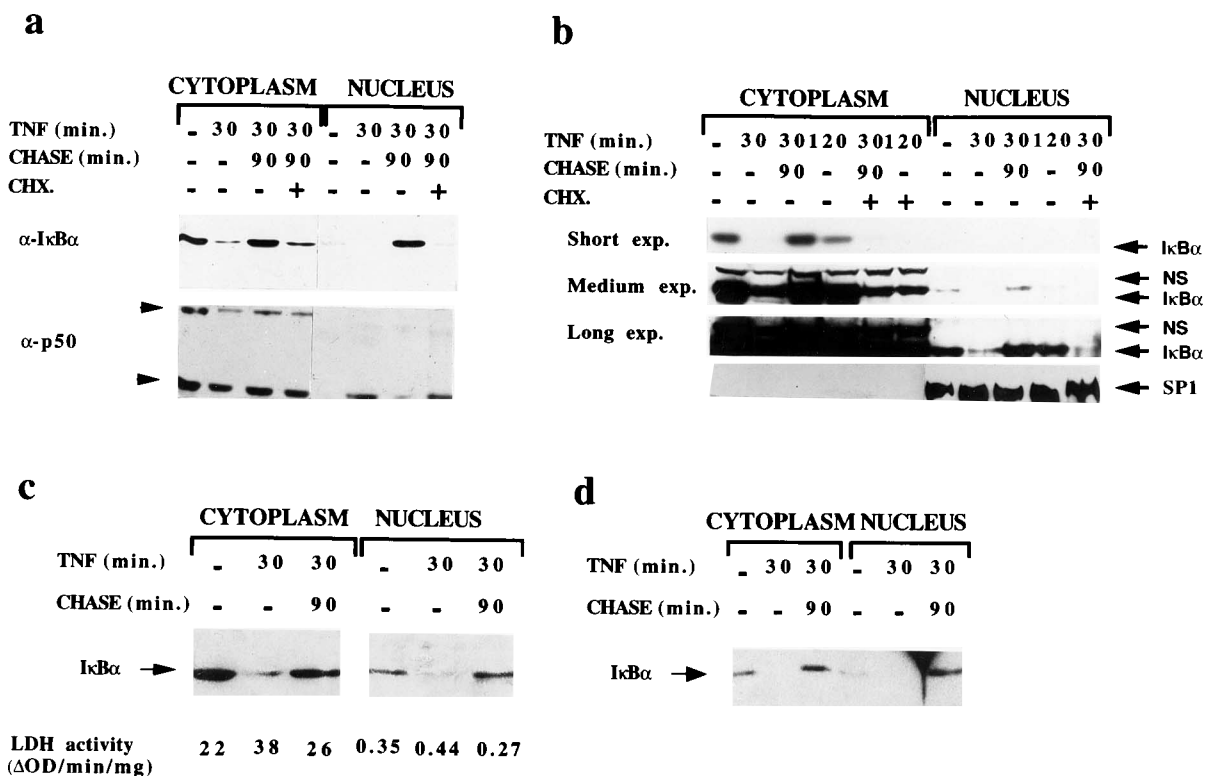 a
CYTOPLASM NUCLEUS
TNF (min.) - 30 30 30 - 30 30 30
CHASE (min.) - - 90 90 - - 90 90
CHX. - - - + - - - +
α-IκBα
α-p50
b
CYTOPLASM NUCLEUS
TNF (min.) - 30 30 120 30 120 - 30 30 120 30
CHASE (min.) - - 90 - 90 - - - 90 - 90
CHX. - - - - + + - - - - +
Short exp. IκBα
Medium exp. NS
IκBα
Long exp. NS
IκBα
SP1
c
CYTOPLASM NUCLEUS
TNF (min.) - 30 30 - 30 30
CHASE (min.) - - 90 - - 90
IκBα
LDH activity 22 38 26 0.35 0.44 0.27
(ΔOD/min/mg)
d
CYTOPLASM NUCLEUS
TNF (min.) - 30 30 - 30 30
CHASE (min.) - - 90 - - 90
IκBα